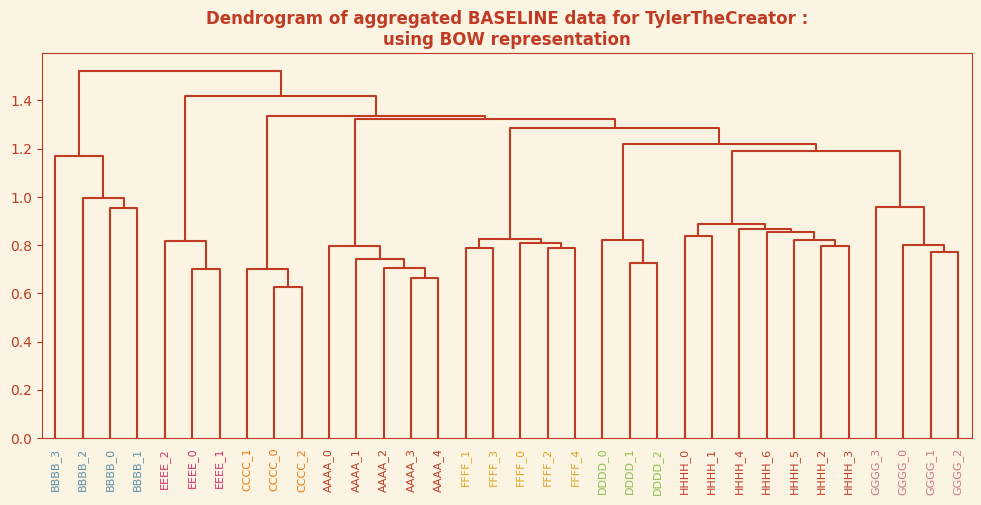 Dendrogram of aggregated BASELINE data for TylerTheCreator :
using BOW representation
1.4
1.2
1.0
0.8
0.6
0.4
0.2
0.0
BBBB_3 BBBB_2 BBBB_0 BBBB_1 EEEE_2 EEEE_0 EEEE_1 CCCC_1 CCCC_0 CCCC_2 AAAA_0 AAAA_1 AAAA_2 AAAA_3 AAAA_4 FFFF_1 FFFF_3 FFFF_0 FFFF_2 FFFF_4 DDDD_0 DDDD_1 DDDD_2 HHHH_0 HHHH_1 HHHH_4 HHHH_6 HHHH_5 HHHH_2 HHHH_3 GGGG_3 GGGG_0 GGGG_1 GGGG_2